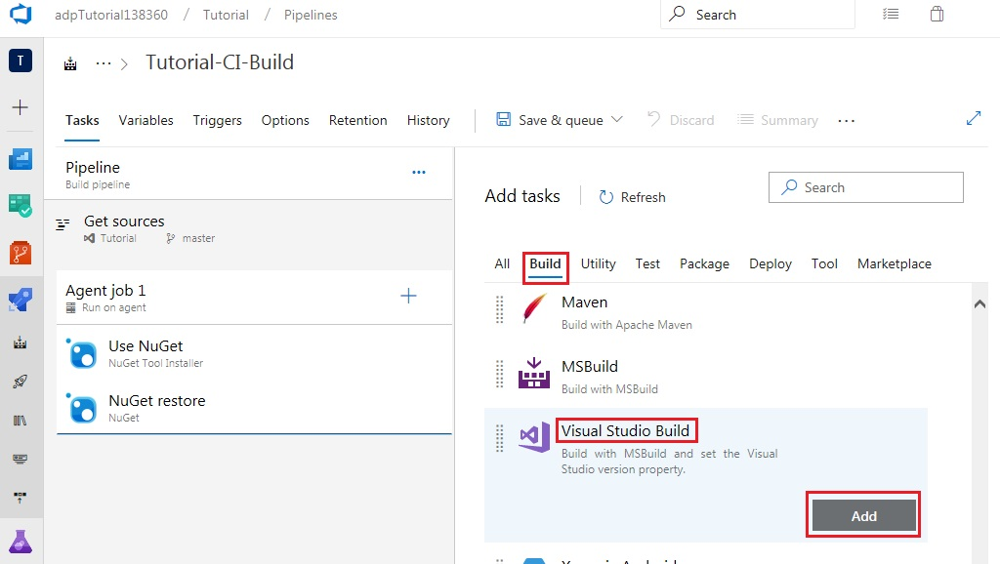 adpTutorial138360 / Tutorial / Pipelines
Search
T
··· > Tutorial-CI-Build
Tasks Variables Triggers Options Retention History
Save & queue Discard Summary ···
Pipeline
Build pipeline
Get sources
Tutorial master
Agent job 1
Run on agent
Use NuGet
NuGet Tool Installer
NuGet restore
NuGet
Add tasks Refresh Search
All Build Utility Test Package Deploy Tool Marketplace
Maven
Build with Apache Maven
MSBuild
Build with MSBuild
Visual Studio Build
Build with MSBuild and set the Visual
Studio version property.
Add